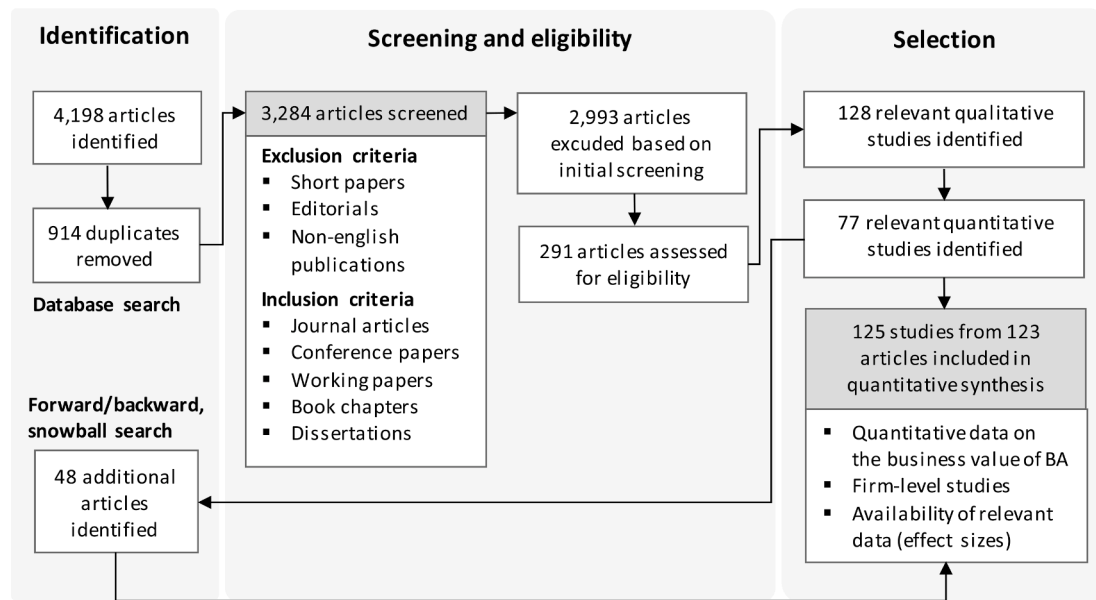 Identification
4,198 articles
identified
914 duplicates
removed
Database search
Forward/backward,
snowball search
48 additional
articles
identified
Screening and eligibility
3,284 articles screened
Exclusion criteria
▪ Short papers
▪ Editorials
▪ Non-english
publications
Inclusion criteria
▪ Journal articles
▪ Conference papers
▪ Working papers
▪ Book chapters
▪ Dissertations
2,993 articles
excuded based on
initial screening
291 articles assessed
for eligibility
Selection
128 relevant qualitative
studies identified
77 relevant quantitative
studies identified
125 studies from 123
articles included in
quantitative synthesis
▪ Quantitative data on
the business value of BA
▪ Firm-level studies
▪ Availability of relevant
data (effect sizes)